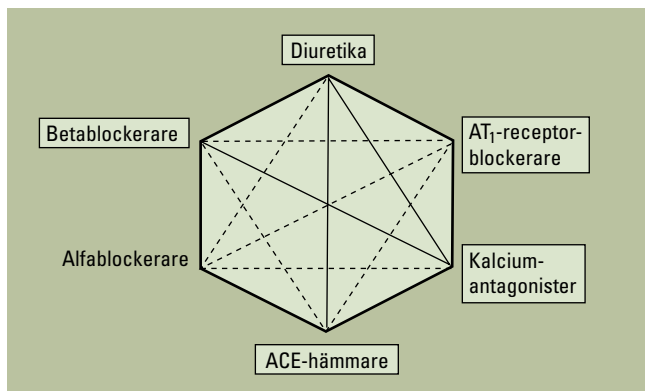 Diuretika
Betablockerare
AT₁-receptor-
blockerare
Alfablockerare
Kalcium-
antagonister
ACE-hämmare